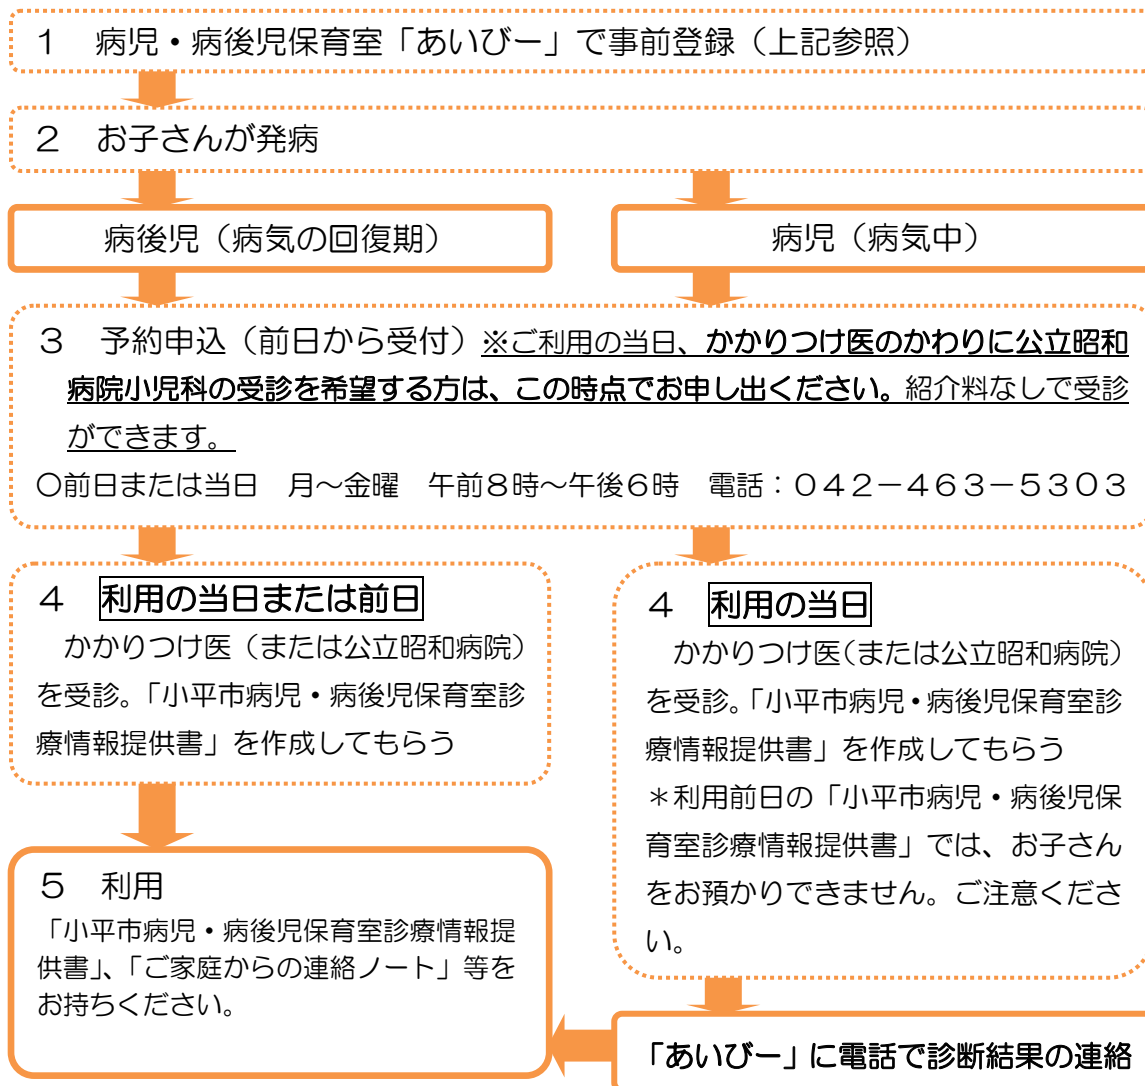 １　病児・病後児保育室「あいびー」で事前登録（上記参照）
２　お子さんが発病
病後児（病気の回復期）
病児（病気中）
３　予約申込（前日から受付）※ご利用の当日、かかりつけ医のかわりに公立昭和
病院小児科の受診を希望する方は、この時点でお申し出ください。紹介料なしで受診
ができます。
○前日または当日　月～金曜　午前８時～午後６時　電話：０４２－４６３－５３０３
４　利用の当日または前日
かかりつけ医（または公立昭和病院）
を受診。「小平市病児・病後児保育室診
療情報提供書」を作成してもらう
５　利用
「小平市病児・病後児保育室診療情報提
供書」、「ご家庭からの連絡ノート」等を
お持ちください。
４　利用の当日
かかりつけ医（または公立昭和病院）
を受診。「小平市病児・病後児保育室診
療情報提供書」を作成してもらう
＊利用前日の「小平市病児・病後児保
育室診療情報提供書」では、お子さん
をお預かりできません。ご注意くださ
い。
「あいびー」に電話で診断結果の連絡